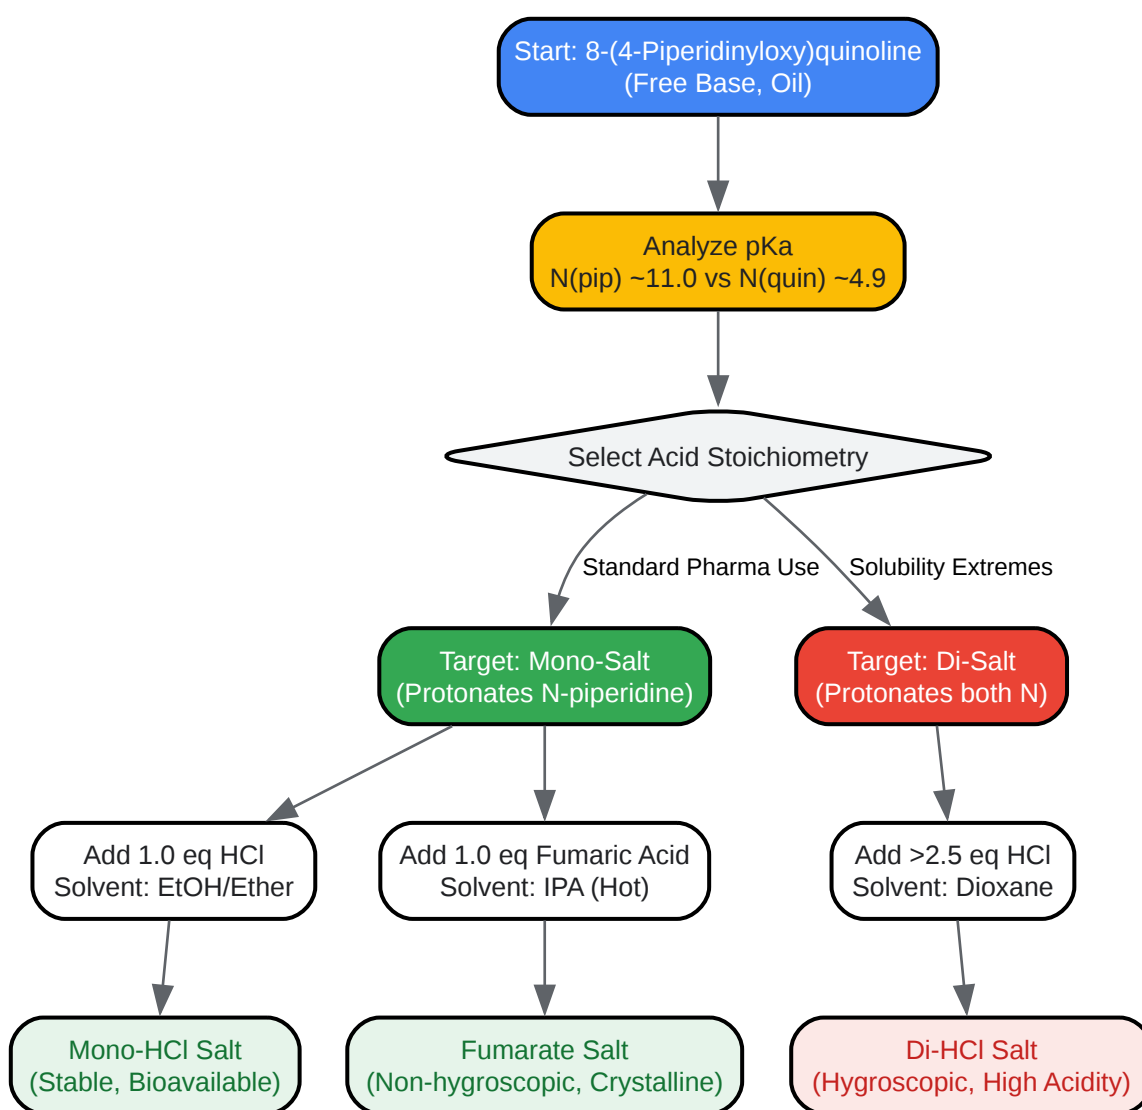 Start: 8-(4-Piperidinyloxy)quinoline
(Free Base, Oil)
Analyze pKa
N(pip) ~11.0 vs N(quin) ~4.9
Select Acid Stoichiometry
Standard Pharma Use
Solubility Extremes
Target: Mono-Salt
(Protonates N-piperidine)
Target: Di-Salt
(Protonates both N)
Add 1.0 eq HCl
Solvent: EtOH/Ether
Add 1.0 eq Fumaric Acid
Solvent: IPA (Hot)
Add >2.5 eq HCl
Solvent: Dioxane
Mono-HCl Salt
(Stable, Bioavailable)
Fumarate Salt
(Non-hygroscopic, Crystalline)
Di-HCl Salt
(Hygroscopic, High Acidity)